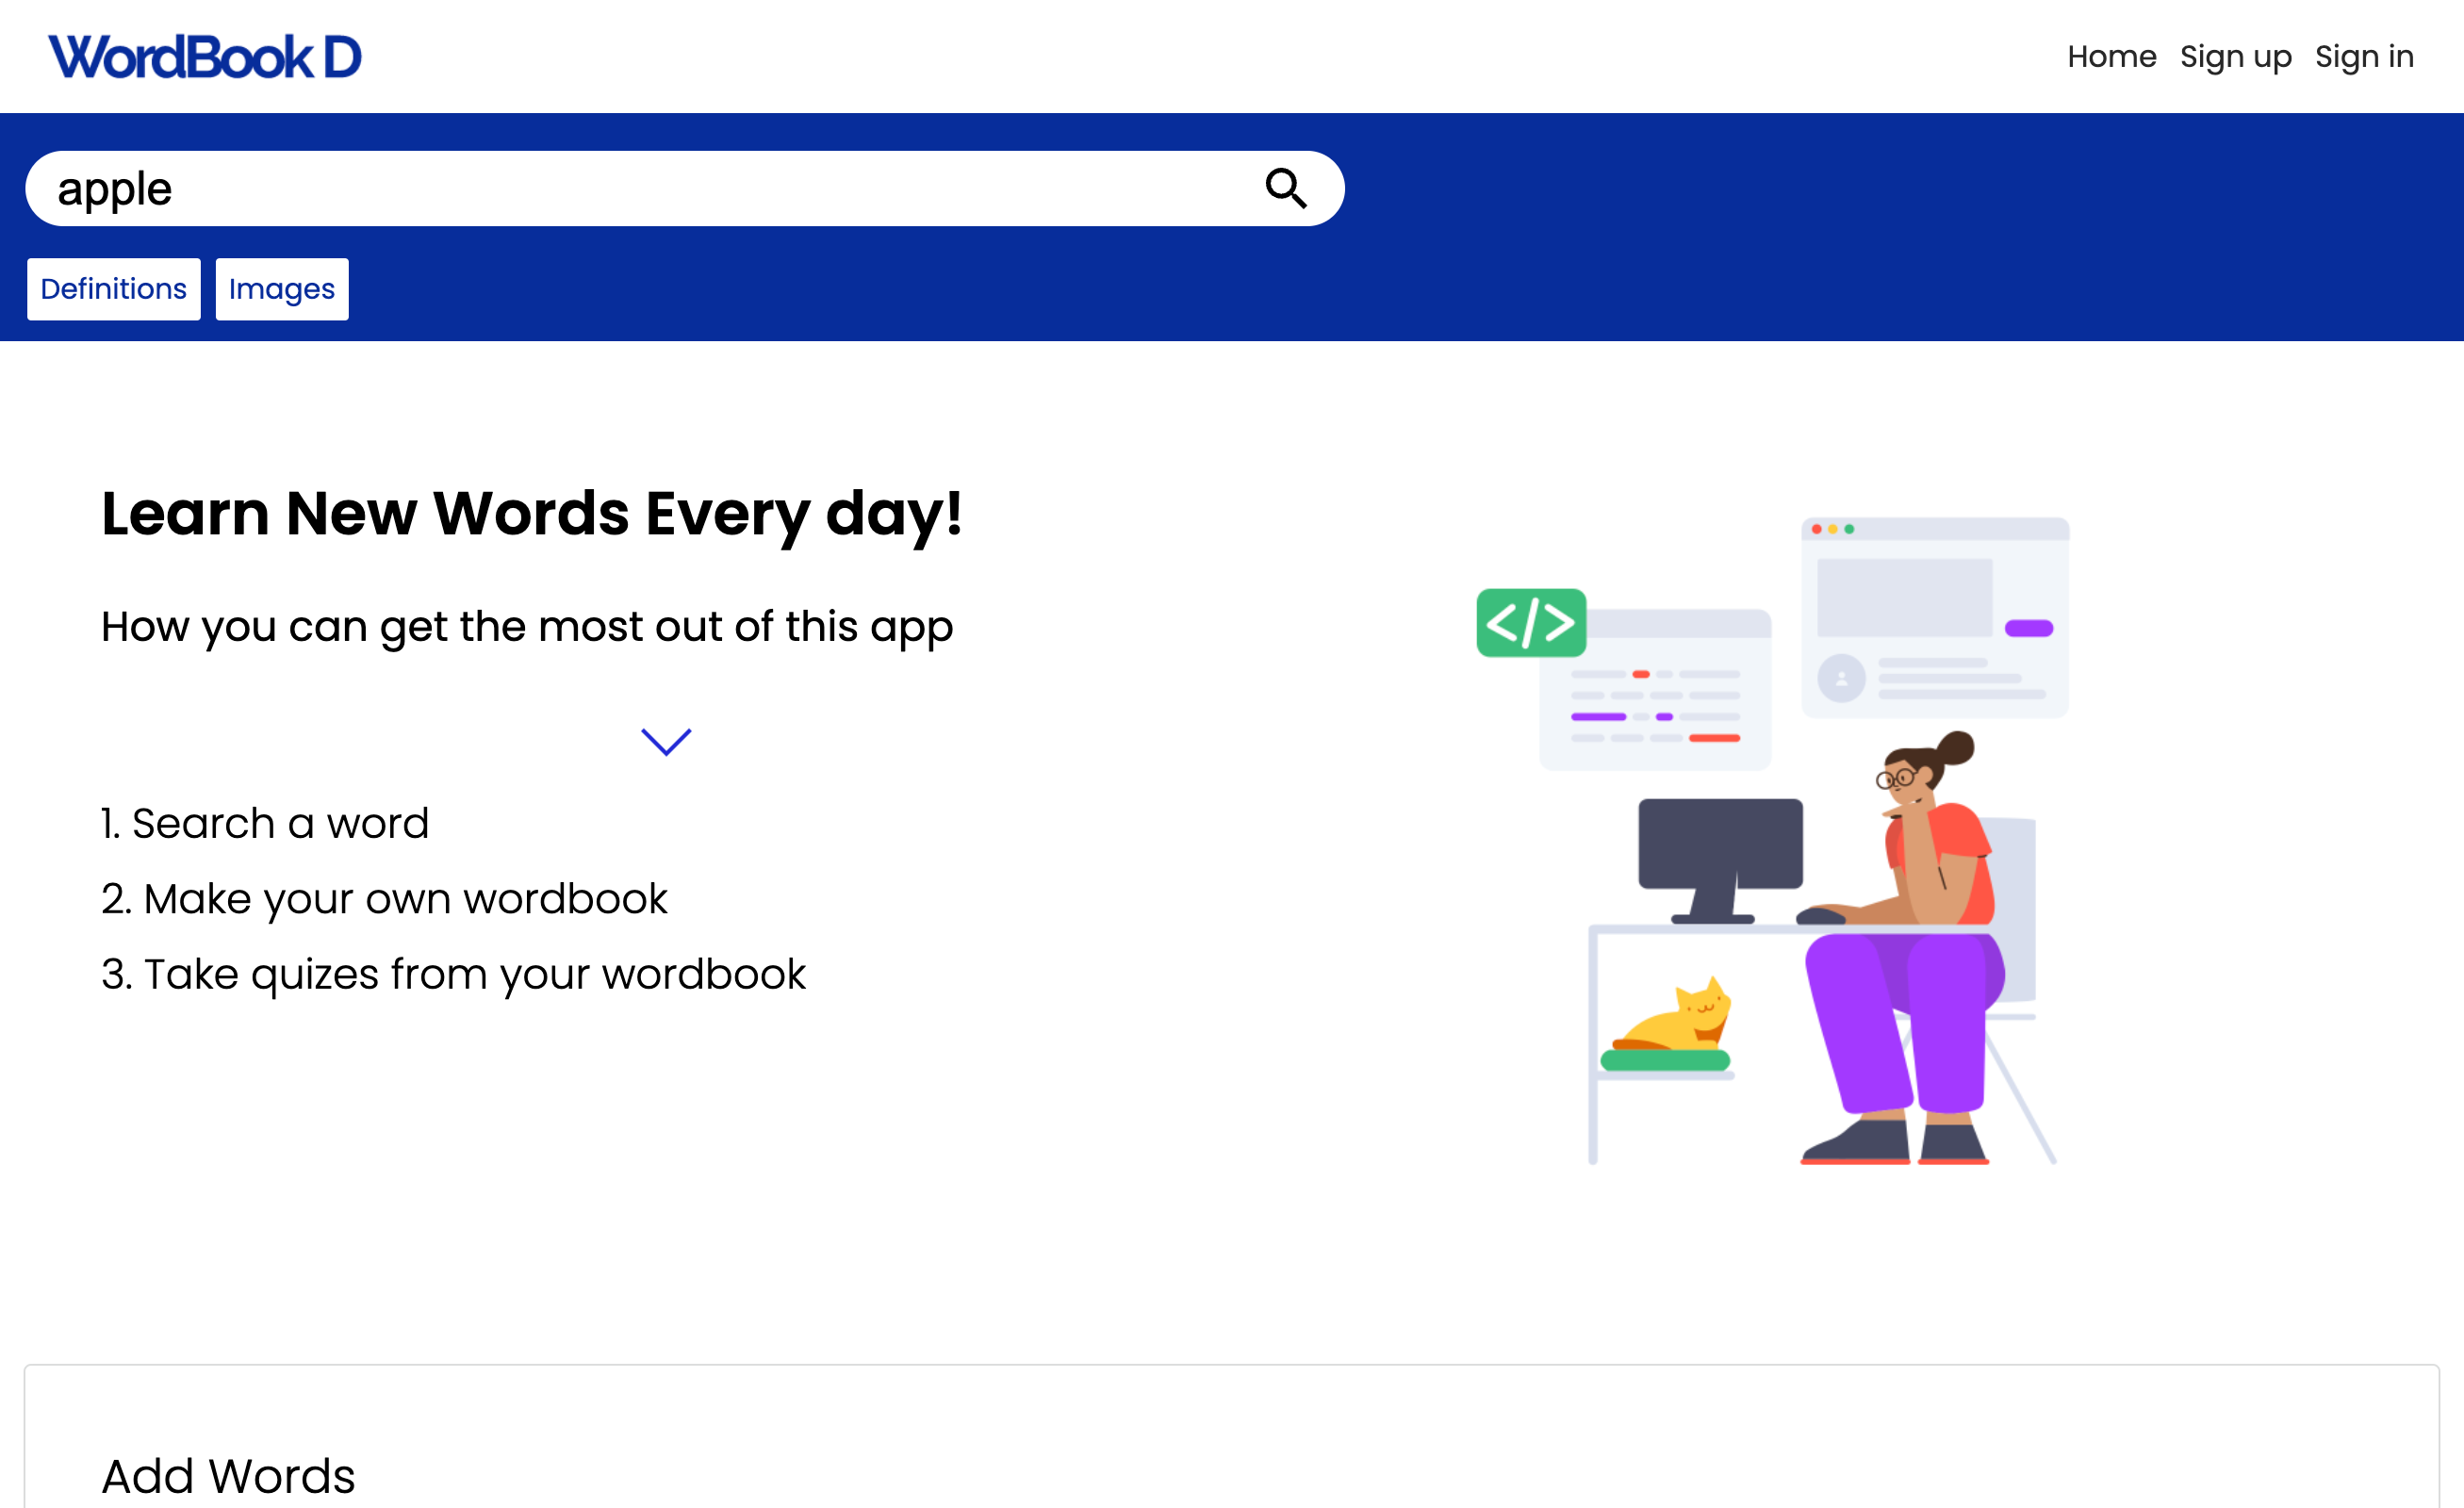 WordBook D
Home Sign up Sign in
apple
Definitions Images
Learn New Words Every day!
How you can get the most out of this app
1. Search a word
2. Make your own wordbook
3. Take quizes from your wordbook
</>
Add Words